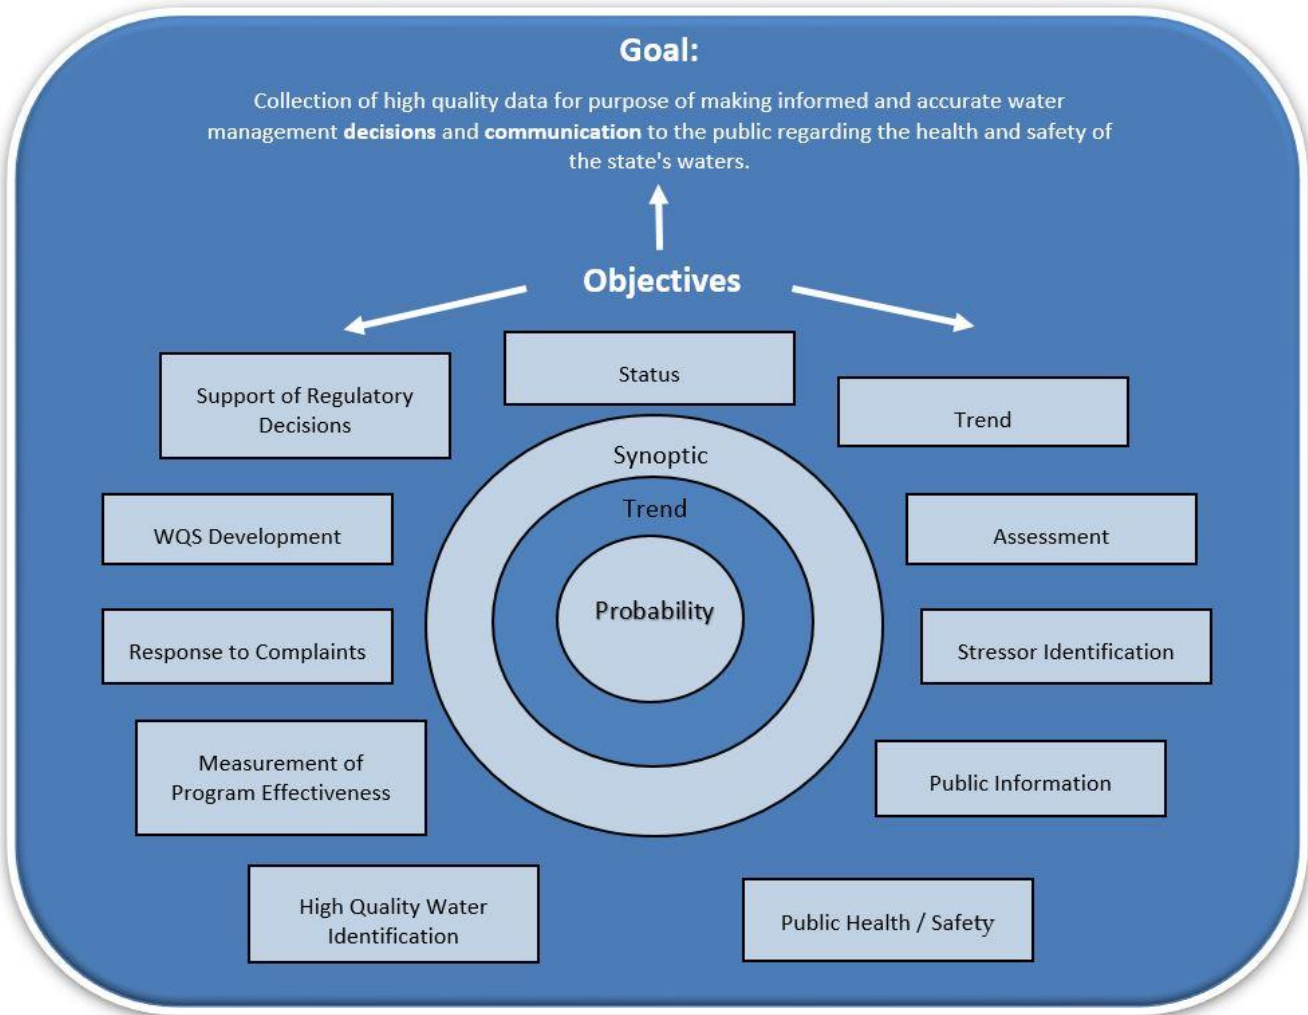 Goal:
Collection of high quality data for purpose of making informed and accurate water
management decisions and communication to the public regarding the health and safety of
the state's waters.
Objectives
Status
Support of Regulatory
Decisions
Trend
Synoptic
Trend
Probability
WQS Development
Assessment
Response to Complaints
Stressor Identification
Measurement of
Program Effectiveness
Public Information
High Quality Water
Identification
Public Health / Safety